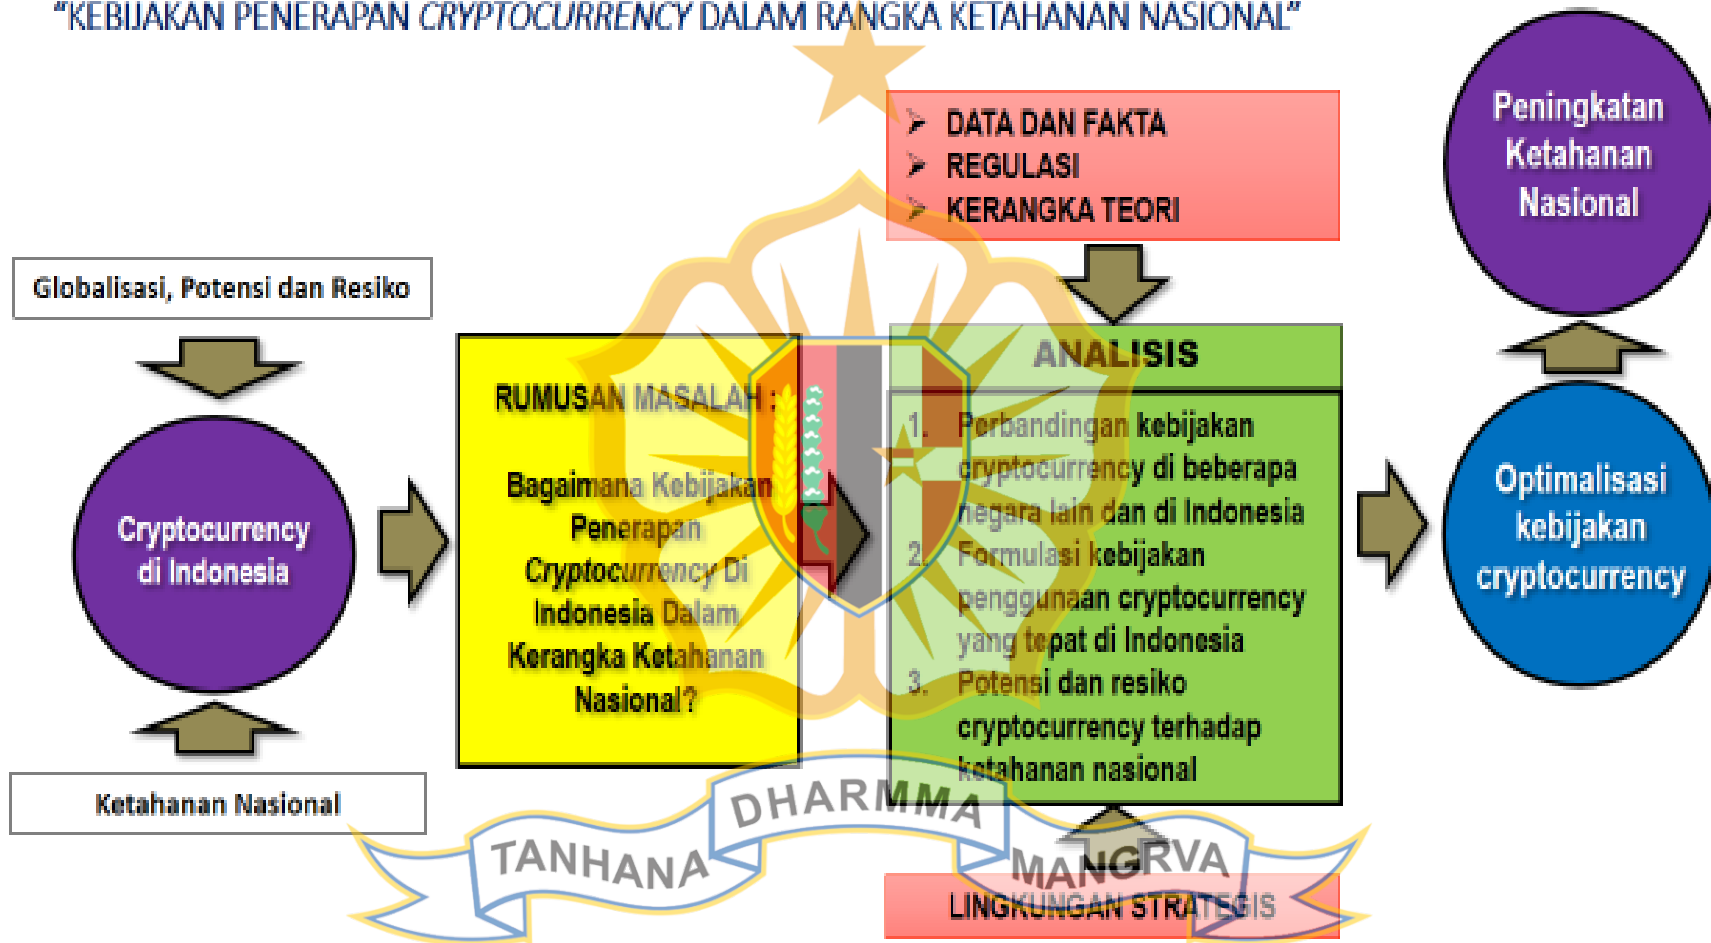 "KEBIJAKAN PENERAPAN CRYPTOCURRENCY DALAM RANGKA KETAHANAN NASIONAL"
Globalisasi, Potensi dan Resiko
Cryptocurrency
di Indonesia
Ketahanan Nasional
RUMUSAN MASALAH :
Bagaimana Kebijakan
Penerapan
Cryptocurrency Di
Indonesia Dalam
Kerangka Ketahanan
Nasional?
➢ DATA DAN FAKTA
➢ REGULASI
➢ KERANGKA TEORI
ANALISIS
1. Perbandingan kebijakan
cryptocurrency di beberapa
negara lain dan di Indonesia
2. Formulasi kebijakan
penggunaan cryptocurrency
yang tepat di Indonesia
3. Potensi dan resiko
cryptocurrency terhadap
ketahanan nasional
LINGKUNGAN STRATEGIS
Peningkatan
Ketahanan
Nasional
Optimalisasi
kebijakan
cryptocurrency
TANHANA
DHARMMA
MANGRVA